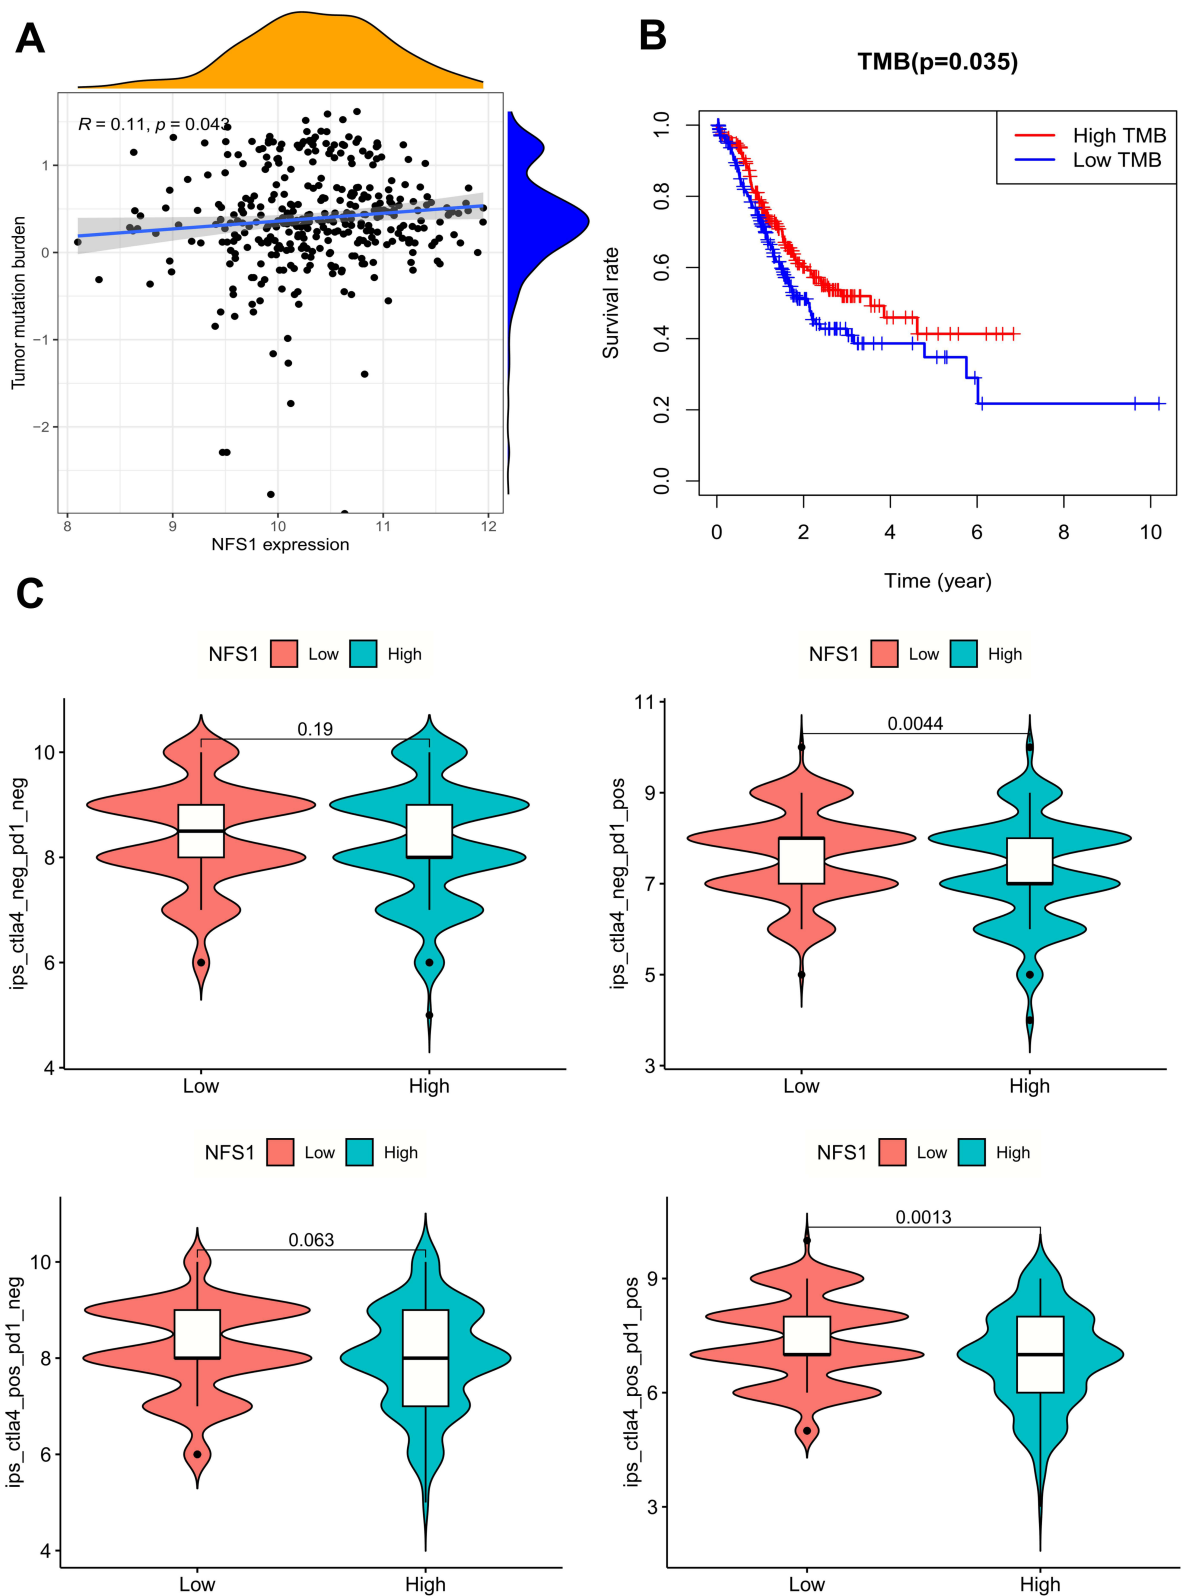 A
R = 0.11, p = 0.043
Tumor mutation burden
1
0
−1
−2
8 9 10 11 12
NFS1 expression
B
TMB(p=0.035)
High TMB
Low TMB
Survival rate
1.0
0.8
0.6
0.4
0.2
0.0
0 2 4 6 8 10
Time (year)
C
NFS1 Low High
ips_ctla4_neg_pd1_neg
10
8
6
4
0.19
Low High
NFS1 Low High
ips_ctla4_neg_pd1_pos
11
9
7
5
3
0.0044
Low High
NFS1 Low High
ips_ctla4_pos_pd1_neg
10
8
6
4
0.063
Low High
NFS1 Low High
ips_ctla4_pos_pd1_pos
9
6
3
0.0013
Low High